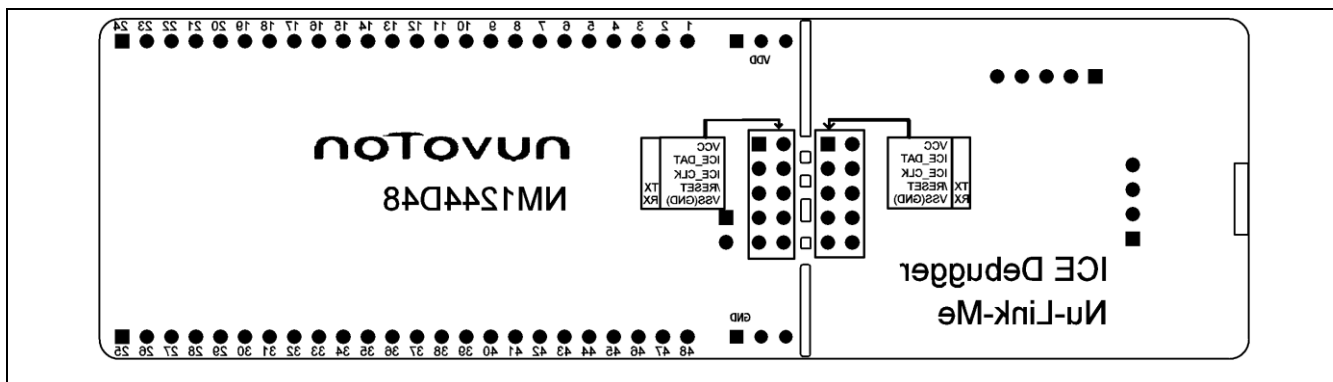 24 23 22 21 20 19 18 17 16 15 14 13 12 11 10 9 8 7 6 5 4 3 2 1
VDD
nuvoTon
NM1244D48
VCC
ICE_DAT
ICE_CLK
TX /RESET
RX VSS(GND)
VCC
ICE_DAT
ICE_CLK
/RESET TX
VSS(GND) RX
ICE Debugger
Nu-Link-Me
GND
25 26 27 28 29 30 31 32 33 34 35 36 37 38 39 40 41 42 43 44 45 46 47 48